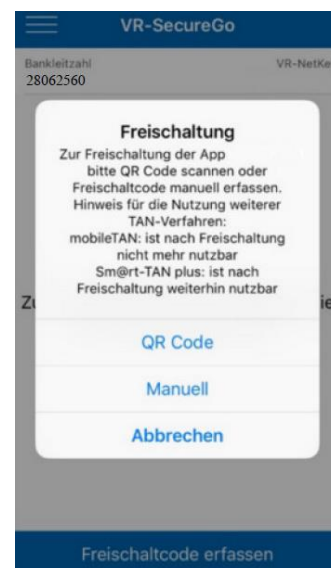 VR-SecureGo
Bankleitzahl VR-NetKe
28062560
Freischaltung
Zur Freischaltung der App
bitte QR Code scannen oder
Freischaltcode manuell erfassen.
Hinweis für die Nutzung weiterer
TAN-Verfahren:
mobileTAN: ist nach Freischaltung
nicht mehr nutzbar
Sm@rt-TAN plus: ist nach
Freischaltung weiterhin nutzbar
QR Code
Manuell
Abbrechen
Freischaltcode erfassen